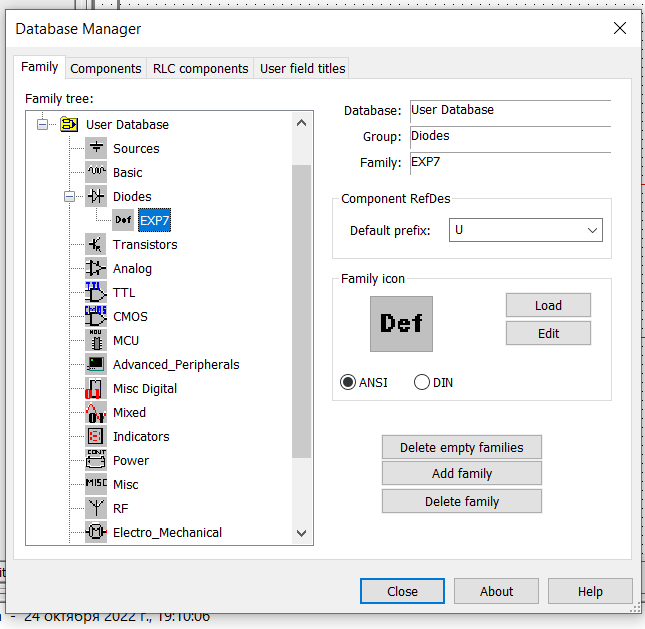 Database Manager
Family Components RLC components User field titles
Family tree:
User Database
Sources
Basic
Diodes
Def EXP7
Transistors
Analog
TTL
CMOS
MCU
Advanced_Peripherals
Misc Digital
Mixed
Indicators
Power
Misc
RF
Electro_Mechanical
Database: User Database
Group: Diodes
Family: EXP7
Component RefDes
Default prefix: U
Family icon
Def
Load
Edit
ANSI DIN
Delete empty families
Add family
Delete family
Close About Help
- 24 октября 2022 г., 19:10:06